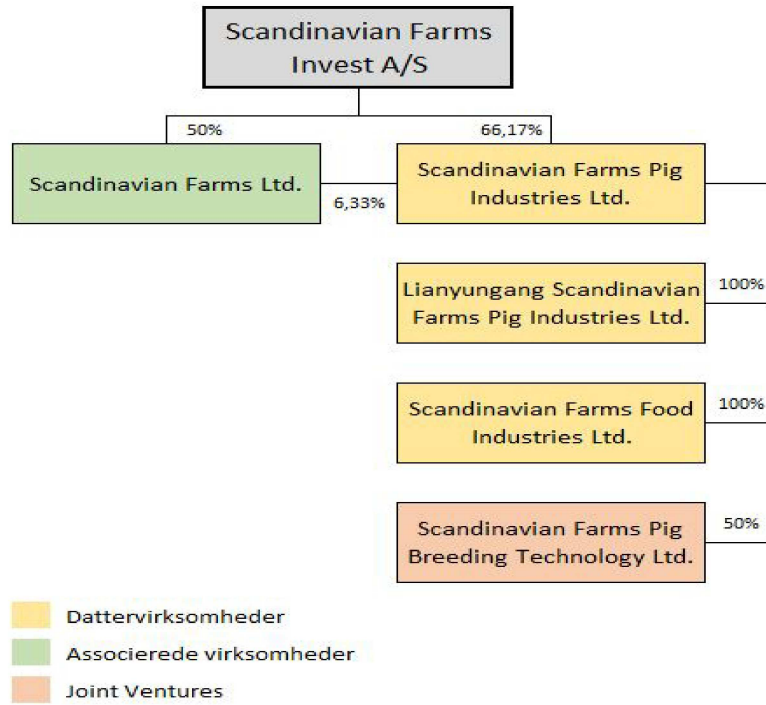 Scandinavian Farms
Invest A/S
50%
66,17%
Scandinavian Farms Ltd.
6,33%
Scandinavian Farms Pig
Industries Ltd.
Lianyungang Scandinavian
Farms Pig Industries Ltd.
100%
Scandinavian Farms Food
Industries Ltd.
100%
Scandinavian Farms Pig
Breeding Technology Ltd.
50%
Dattervirksomheder
Associerede virksomheder
Joint Ventures